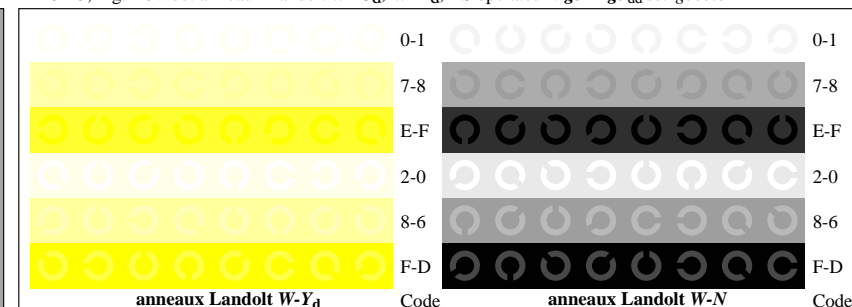 0-1 0-1
7-8 7-8
E-F E-F
2-0 2-0
8-6 8-6
F-D F-D
anneaux Landolt W-Yd Code anneaux Landolt W-N Code